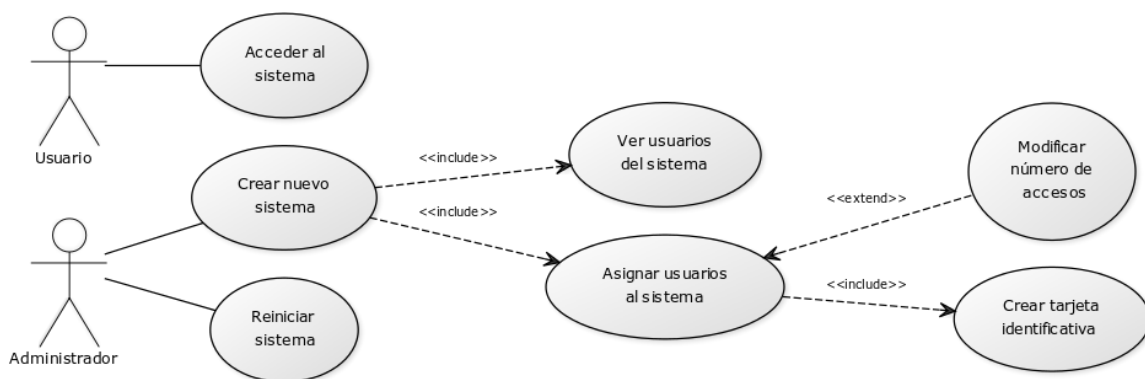 Acceder al
sistema
Usuario
Crear nuevo
sistema
<<include>>
<<include>>
Ver usuarios
del sistema
Modificar
número de
accesos
<<extend>>
Asignar usuarios
al sistema
<<include>>
Crear tarjeta
identificativa
Reiniciar
sistema
Administrador